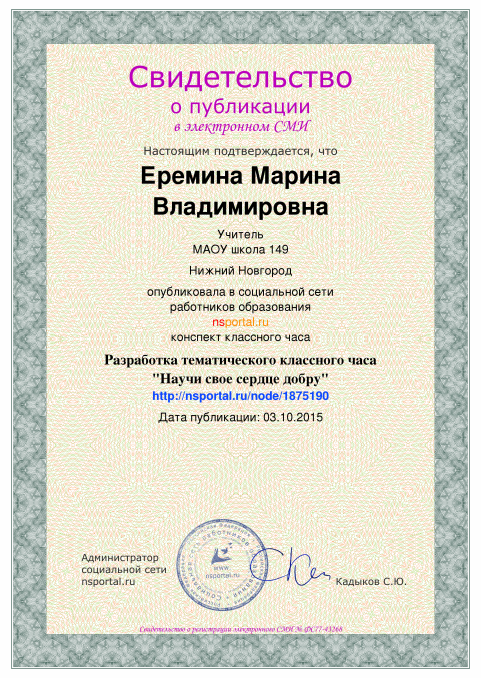 Свидетельство
о публикации
в электронном СМИ
Настоящим подтверждается, что
Еремина Марина
Владимировна
Учитель
МАОУ школа 149
Нижний Новгород
опубликовала в социальной сети
работников образования
nsportal.ru
конспект классного часа
Разработка тематического классного часа
"Научи свое сердце добру"
http://nsportal.ru/node/1875190
Дата публикации: 03.10.2015
www
nsportal.ru
Администратор
социальной сети
nsportal.ru
Кадыков С.Ю.
Свидетельство о регистрации электронного СМИ № ФС77-43268